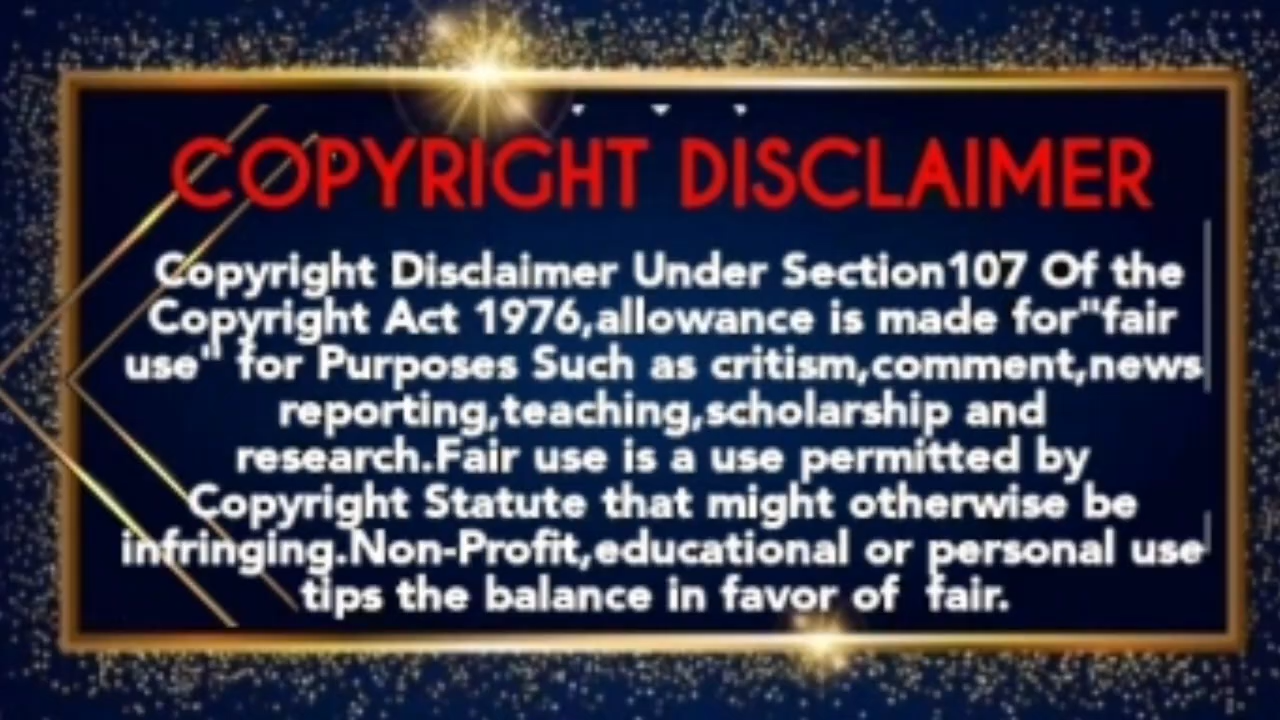 COPYRIGHT DISCLAIMER
Copyright Disclaimer Under Section107 Of the
Copyright Act 1976,allowance is made for"fair
use" for Purposes Such as critism,comment,news
reporting,teaching,scholarship and
research.Fair use is a use permitted by
Copyright Statute that might otherwise be
infringing.Non-Profit,educational or personal use
tips the balance in favor of  fair.